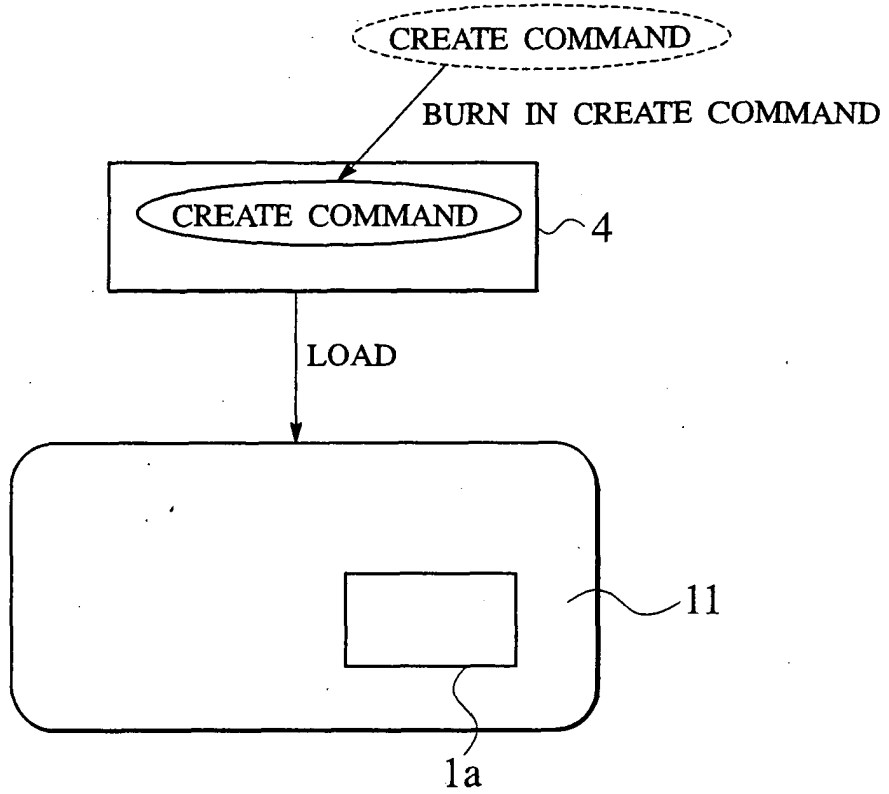 CREATE COMMAND
BURN IN CREATE COMMAND
CREATE COMMAND
4
LOAD
11
1a